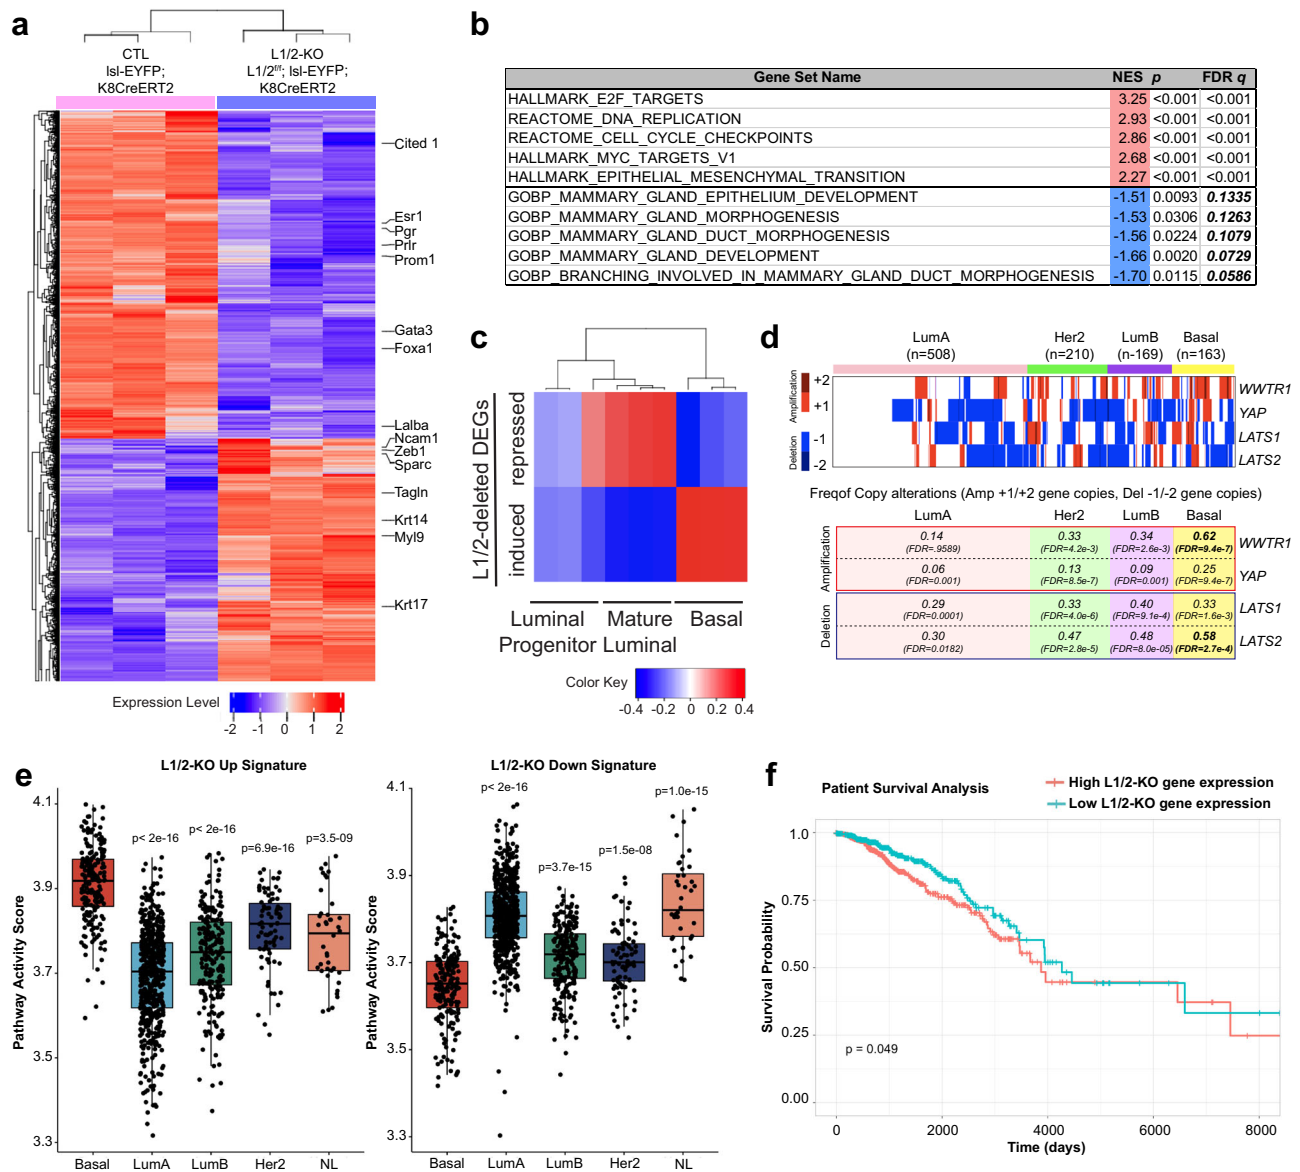 a
CTL
lsl-EYFP;
K8CreERT2
L1/2-KO
L1/2f/f; lsl-EYFP;
K8CreERT2
Cited 1
Esr1
Pgr
Prlr
Prom1
Gata3
Foxa1
Lalba
Ncam1
Zeb1
Sparc
Tagln
Krt14
Myl9
Krt17
Expression Level
-2 -1 0 1 2
b
Gene Set Name NES p FDR q
HALLMARK_E2F_TARGETS 3.25 <0.001 <0.001
REACTOME_DNA_REPLICATION 2.93 <0.001 <0.001
REACTOME_CELL_CYCLE_CHECKPOINTS 2.86 <0.001 <0.001
HALLMARK_MYC_TARGETS_V1 2.68 <0.001 <0.001
HALLMARK_EPITHELIAL_MESENCHYMAL_TRANSITION 2.27 <0.001 <0.001
GOBP_MAMMARY_GLAND_EPITHELIUM_DEVELOPMENT -1.51 0.0093 0.1335
GOBP_MAMMARY_GLAND_MORPHOGENESIS -1.53 0.0306 0.1263
GOBP_MAMMARY_GLAND_DUCT_MORPHOGENESIS -1.56 0.0224 0.1079
GOBP_MAMMARY_GLAND_DEVELOPMENT -1.66 0.0020 0.0729
GOBP_BRANCHING_INVOLVED_IN_MAMMARY_GLAND_DUCT_MORPHOGENESIS -1.70 0.0115 0.0586
c
L1/2-deleted DEGs
repressed
induced
Luminal Progenitor
Mature Luminal
Basal
Color Key
-0.4 -0.2 0 0.2 0.4
d
LumA (n=508)
Her2 (n=210)
LumB (n-169)
Basal (n=163)
Amplification
+2
+1
Deletion
-1
-2
WWTR1
YAP
LATS1
LATS2
Freqof Copy alterations (Amp +1/+2 gene copies, Del -1/-2 gene copies)
LumA Her2 LumB Basal
Amplification
0.14 0.33 0.34 0.62 WWTR1
(FDR=.9589) (FDR=4.2e-3) (FDR=2.6e-3) (FDR=9.4e-7)
0.06 0.13 0.09 0.25 YAP
(FDR=0.001) (FDR=8.5e-7) (FDR=0.001) (FDR=9.4e-7)
Deletion
0.29 0.33 0.40 0.33 LATS1
(FDR=0.0001) (FDR=4.0e-6) (FDR=9.1e-4) (FDR=1.6e-3)
0.30 0.47 0.48 0.58 LATS2
(FDR=0.0182) (FDR=2.8e-5) (FDR=8.0e-05) (FDR=2.7e-4)
e
L1/2-KO Up Signature
Pathway Activity Score
4.1
3.9
3.7
3.5
3.3
p< 2e-16
p< 2e-16
p=6.9e-16
p=3.5-09
Basal LumA LumB Her2 NL
L1/2-KO Down Signature
Pathway Activity Score
4.1
3.9
3.7
3.5
3.3
p< 2e-16
p=3.7e-15
p=1.5e-08
p=1.0e-15
Basal LumA LumB Her2 NL
f
Patient Survival Analysis
High L1/2-KO gene expression
Low L1/2-KO gene expression
Survival Probability
1.0
0.75
0.50
0.25
0.00
p = 0.049
0 2000 4000 6000 8000
Time (days)